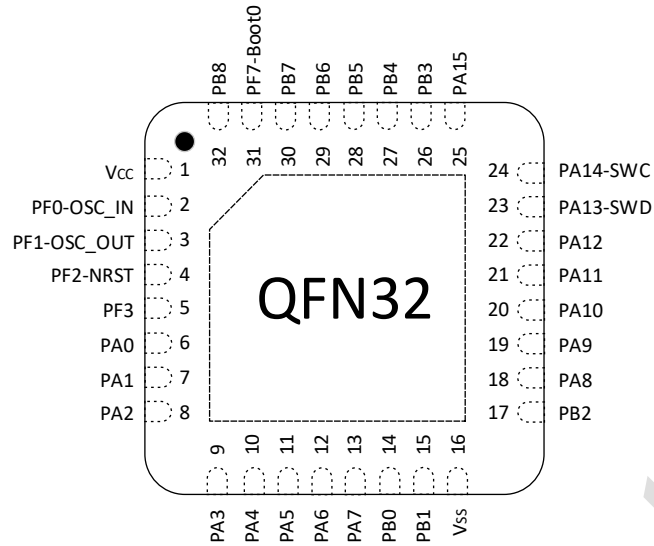 PB8 PF7-Boot0 PB7 PB6 PB5 PB4 PB3 PA15
32 31 30 29 28 27 26 25
Vcc 1
PF0-OSC_IN 2
PF1-OSC_OUT 3
PF2-NRST 4
PF3 5
PA0 6
PA1 7
PA2 8
QFN32
24 PA14-SWC
23 PA13-SWD
22 PA12
21 PA11
20 PA10
19 PA9
18 PA8
17 PB2
9 10 11 12 13 14 15 16
PA3 PA4 PA5 PA6 PA7 PB0 PB1 Vss